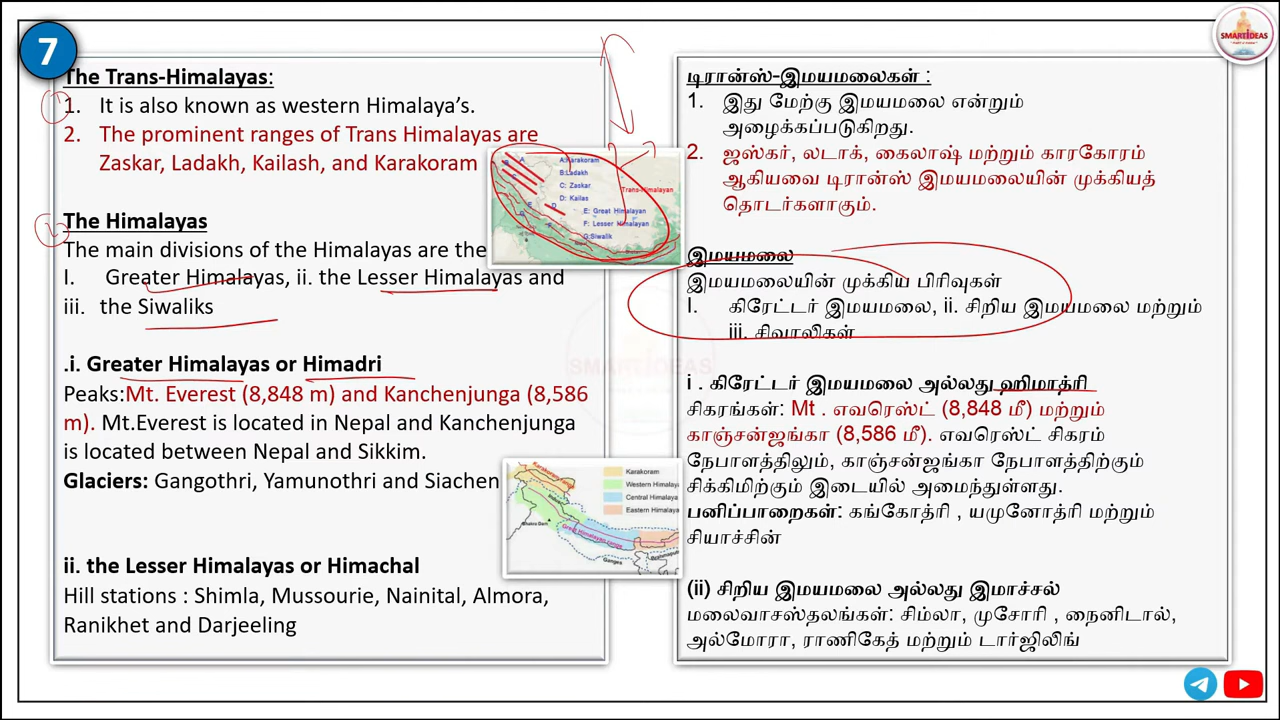 7
SMARTIDEAS
The Trans-Himalayas:
1. It is also known as western Himalaya's.
2. The prominent ranges of Trans Himalayas are
Zaskar, Ladakh, Kailash, and Karakoram
The Himalayas
The main divisions of the Himalayas are the
I. Greater Himalayas, ii. the Lesser Himalayas and
iii. the Siwaliks
.i. Greater Himalayas or Himadri
Peaks:Mt. Everest (8,848 m) and Kanchenjunga (8,586
m). Mt.Everest is located in Nepal and Kanchenjunga
is located between Nepal and Sikkim.
Glaciers: Gangothri, Yamunothri and Siachen
ii. the Lesser Himalayas or Himachal
Hill stations : Shimla, Mussourie, Nainital, Almora,
Ranikhet and Darjeeling
A:Karakoram
B:Ladakh
C: Zaskar
D: Kailas
E: Great Himalayan
F: Lesser Himalayan
G:Siwalik
Trans-Himalayan
Karakoram
Western Himalaya
Central Himalaya
Eastern Himalaya
Great Himalayan range
Ganges
டிரான்ஸ்-இமயமலைகள் :
1. இது மேற்கு இமயமலை என்றும்
அழைக்கப்படுகிறது.
2. ஜஸ்கர், லடாக், கைலாஷ் மற்றும் காரகோரம்
ஆகியவை டிரான்ஸ் இமயமலையின் முக்கியத்
தொடர்களாகும்.
இமயமலை
இமயமலையின் முக்கிய பிரிவுகள்
I. கிரேட்டர் இமயமலை, ii. சிறிய இமயமலை மற்றும்
iii. சிவாலிகள்
i . கிரேட்டர் இமயமலை அல்லது ஹிமாத்ரி
சிகரங்கள்: Mt . எவரெஸ்ட் (8,848 மீ) மற்றும்
காஞ்சன்ஜங்கா (8,586 மீ). எவரெஸ்ட் சிகரம்
நேபாளத்திலும், காஞ்சன்ஜங்கா நேபாளத்திற்கும்
சிக்கிமிற்கும் இடையில் அமைந்துள்ளது.
பனிப்பாறைகள்: கங்கோத்ரி , யமுனோத்ரி மற்றும்
சியாச்சின்
(ii) சிறிய இமயமலை அல்லது இமாச்சல்
மலைவாசஸ்தலங்கள்: சிம்லா, முசோரி , நைனிடால்,
அல்மோரா, ராணிகேத் மற்றும் டார்ஜிலிங்